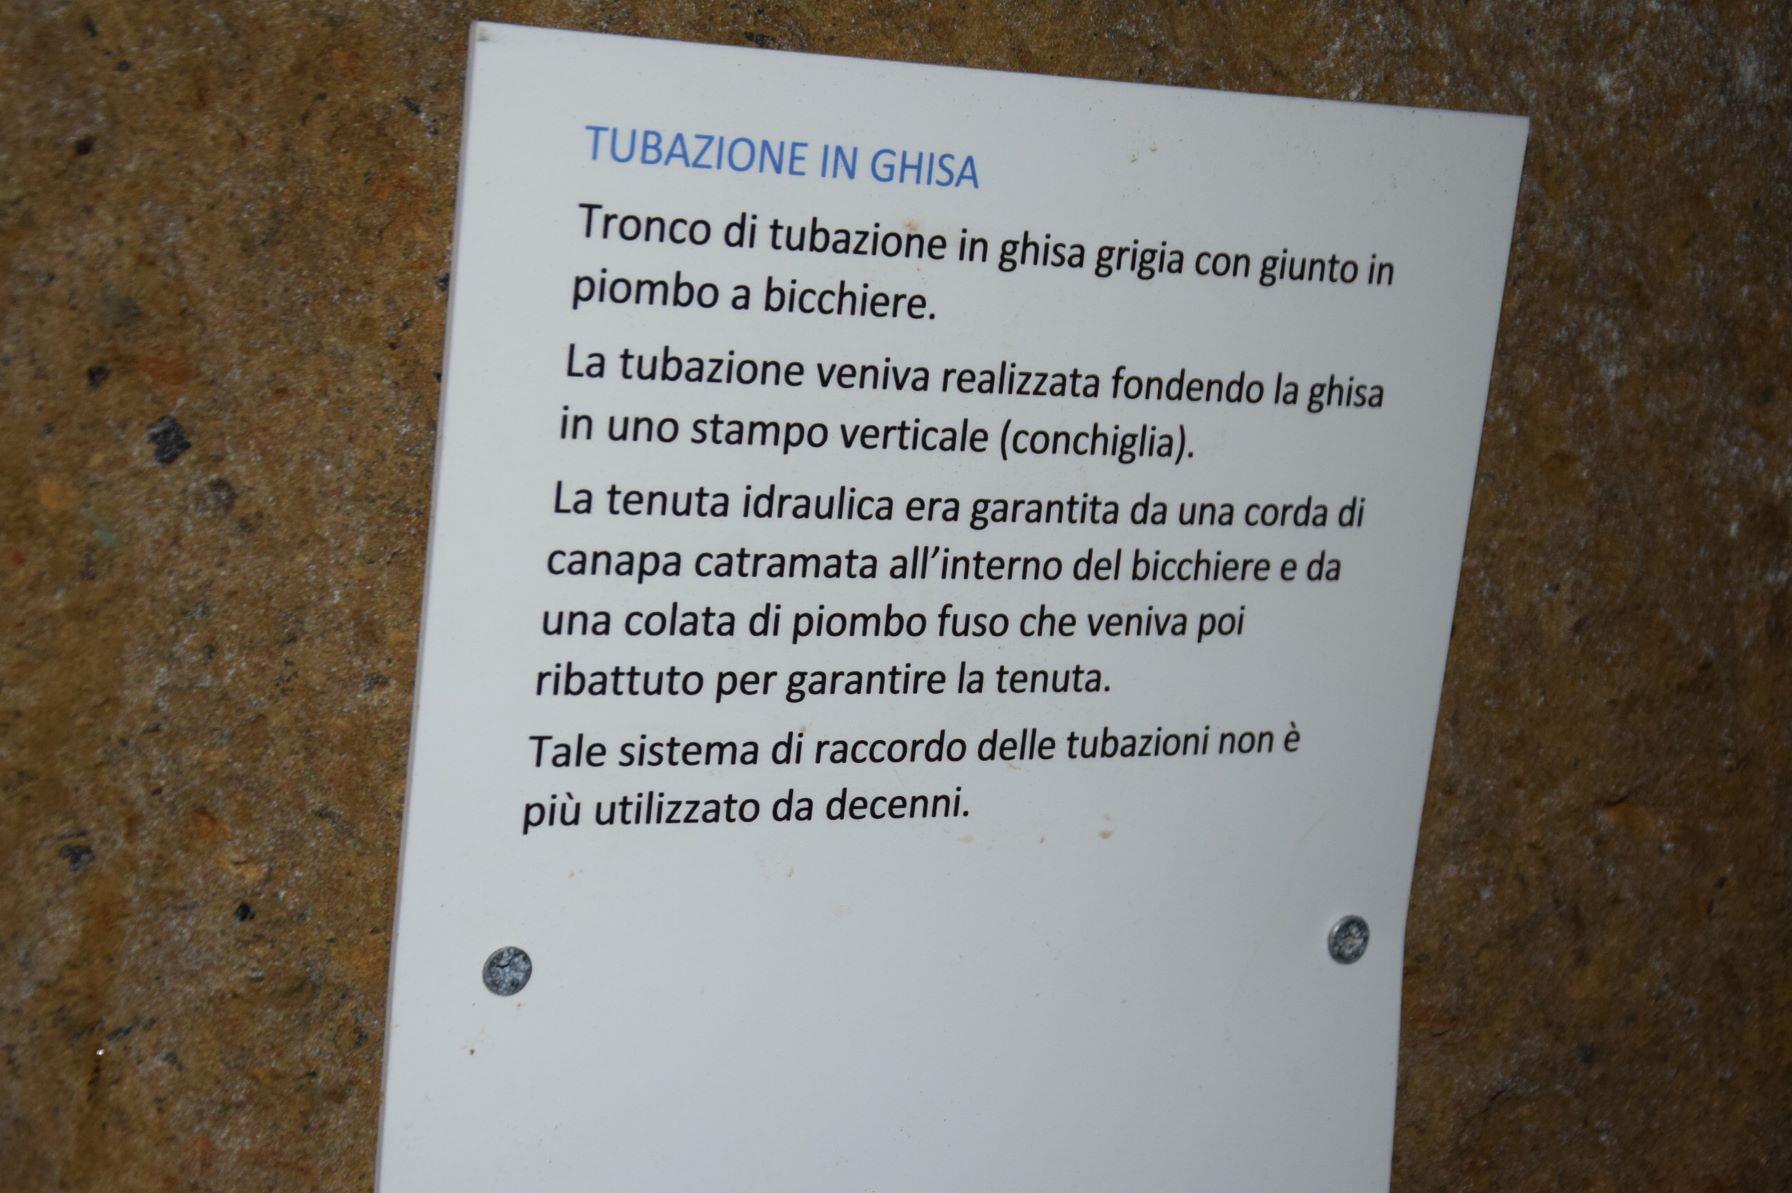 TUBAZIONE IN GHISA
Tronco di tubazione in ghisa grigia con giunto in
piombo a bicchiere.
La tubazione veniva realizzata fondendo la ghisa
in uno stampo verticale (conchiglia).
La tenuta idraulica era garantita da una corda di
canapa catramata all’interno del bicchiere e da
una colata di piombo fuso che veniva poi
ribattuto per garantire la tenuta.
Tale sistema di raccordo delle tubazioni non è
più utilizzato da decenni.